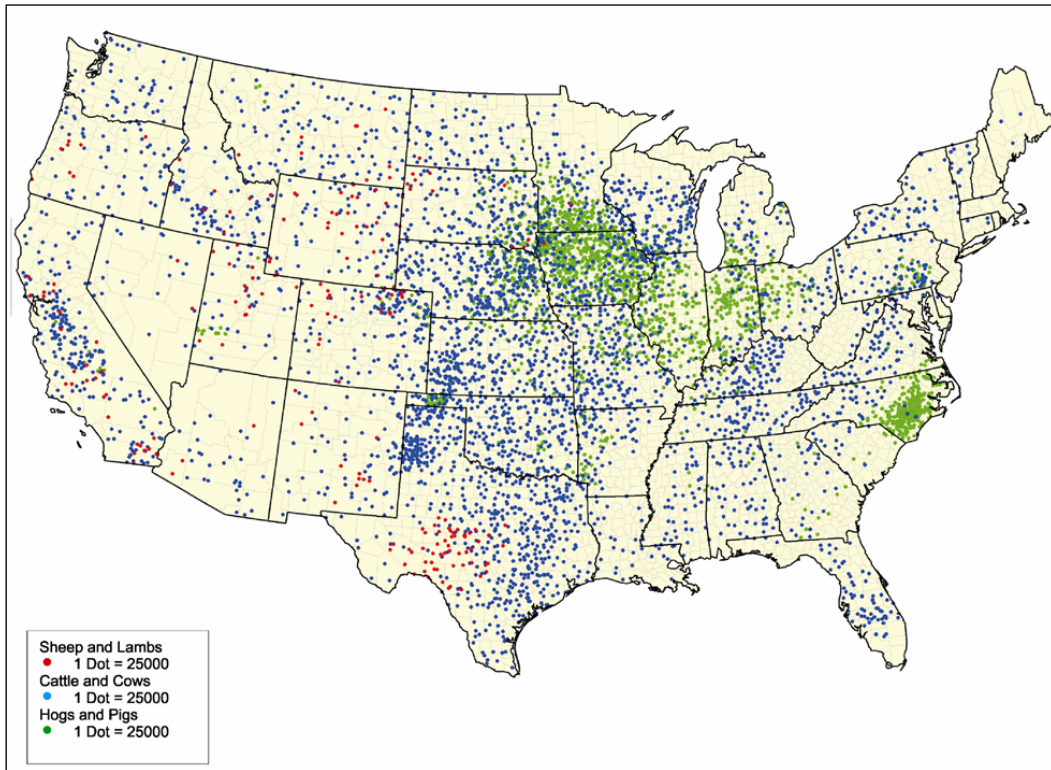 Sheep and Lambs
1 Dot = 25000
Cattle and Cows
1 Dot = 25000
Hogs and Pigs
1 Dot = 25000